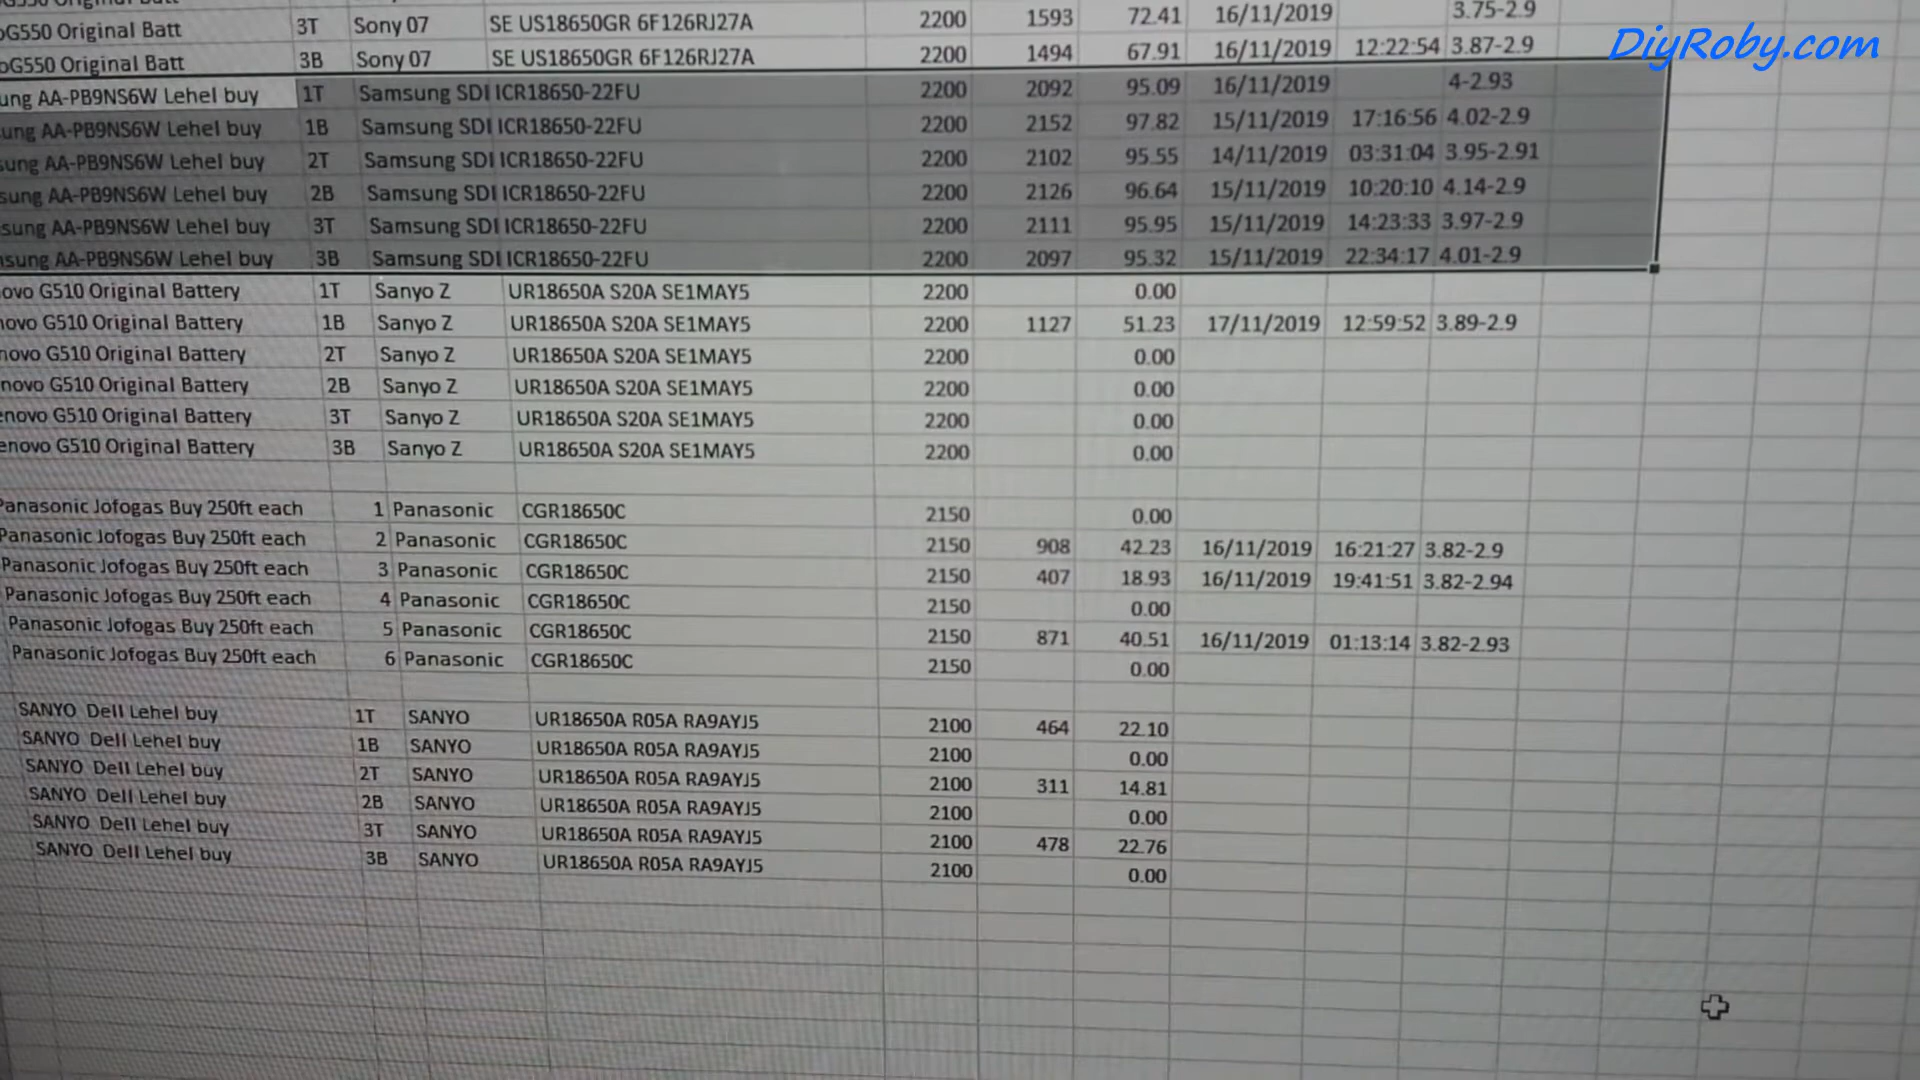 3.75-2.9
G550 Original Batt 3T Sony 07 SE US18650GR 6F126RJ27A 2200 1593 72.41 16/11/2019
oG550 Original Batt 3B Sony 07 SE US18650GR 6F126RJ27A 2200 1494 67.91 16/11/2019 12:22:54 3.87-2.9
DiyRoby.com
ung AA-PB9NS6W Lehel buy 1T Samsung SDI ICR18650-22FU 2200 2092 95.09 16/11/2019 4-2.93
ung AA-PB9NS6W Lehel buy 1B Samsung SDI ICR18650-22FU 2200 2152 97.82 15/11/2019 17:16:56 4.02-2.9
sung AA-PB9NS6W Lehel buy 2T Samsung SDI ICR18650-22FU 2200 2102 95.55 14/11/2019 03:31:04 3.95-2.91
sung AA-PB9NS6W Lehel buy 2B Samsung SDI ICR18650-22FU 2200 2126 96.64 15/11/2019 10:20:10 4.14-2.9
sung AA-PB9NS6W Lehel buy 3T Samsung SDI ICR18650-22FU 2200 2111 95.95 15/11/2019 14:23:33 3.97-2.9
nsung AA-PB9NS6W Lehel buy 3B Samsung SDI ICR18650-22FU 2200 2097 95.32 15/11/2019 22:34:17 4.01-2.9
ovo G510 Original Battery 1T Sanyo Z UR18650A S20A SE1MAY5 2200 0.00
novo G510 Original Battery 1B Sanyo Z UR18650A S20A SE1MAY5 2200 1127 51.23 17/11/2019 12:59:52 3.89-2.9
novo G510 Original Battery 2T Sanyo Z UR18650A S20A SE1MAY5 2200 0.00
novo G510 Original Battery 2B Sanyo Z UR18650A S20A SE1MAY5 2200 0.00
enovo G510 Original Battery 3T Sanyo Z UR18650A S20A SE1MAY5 2200 0.00
enovo G510 Original Battery 3B Sanyo Z UR18650A S20A SE1MAY5 2200 0.00
Panasonic Jofogas Buy 250ft each 1 Panasonic CGR18650C 2150 0.00
Panasonic Jofogas Buy 250ft each 2 Panasonic CGR18650C 2150 908 42.23 16/11/2019 16:21:27 3.82-2.9
Panasonic Jofogas Buy 250ft each 3 Panasonic CGR18650C 2150 407 18.93 16/11/2019 19:41:51 3.82-2.94
Panasonic Jofogas Buy 250ft each 4 Panasonic CGR18650C 2150 0.00
Panasonic Jofogas Buy 250ft each 5 Panasonic CGR18650C 2150 871 40.51 16/11/2019 01:13:14 3.82-2.93
Panasonic Jofogas Buy 250ft each 6 Panasonic CGR18650C 2150 0.00
SANYO Dell Lehel buy 1T SANYO UR18650A R05A RA9AYJ5 2100 464 22.10
SANYO Dell Lehel buy 1B SANYO UR18650A R05A RA9AYJ5 2100 0.00
SANYO Dell Lehel buy 2T SANYO UR18650A R05A RA9AYJ5 2100 311 14.81
SANYO Dell Lehel buy 2B SANYO UR18650A R05A RA9AYJ5 2100 0.00
SANYO Dell Lehel buy 3T SANYO UR18650A R05A RA9AYJ5 2100 478 22.76
SANYO Dell Lehel buy 3B SANYO UR18650A R05A RA9AYJ5 2100 0.00